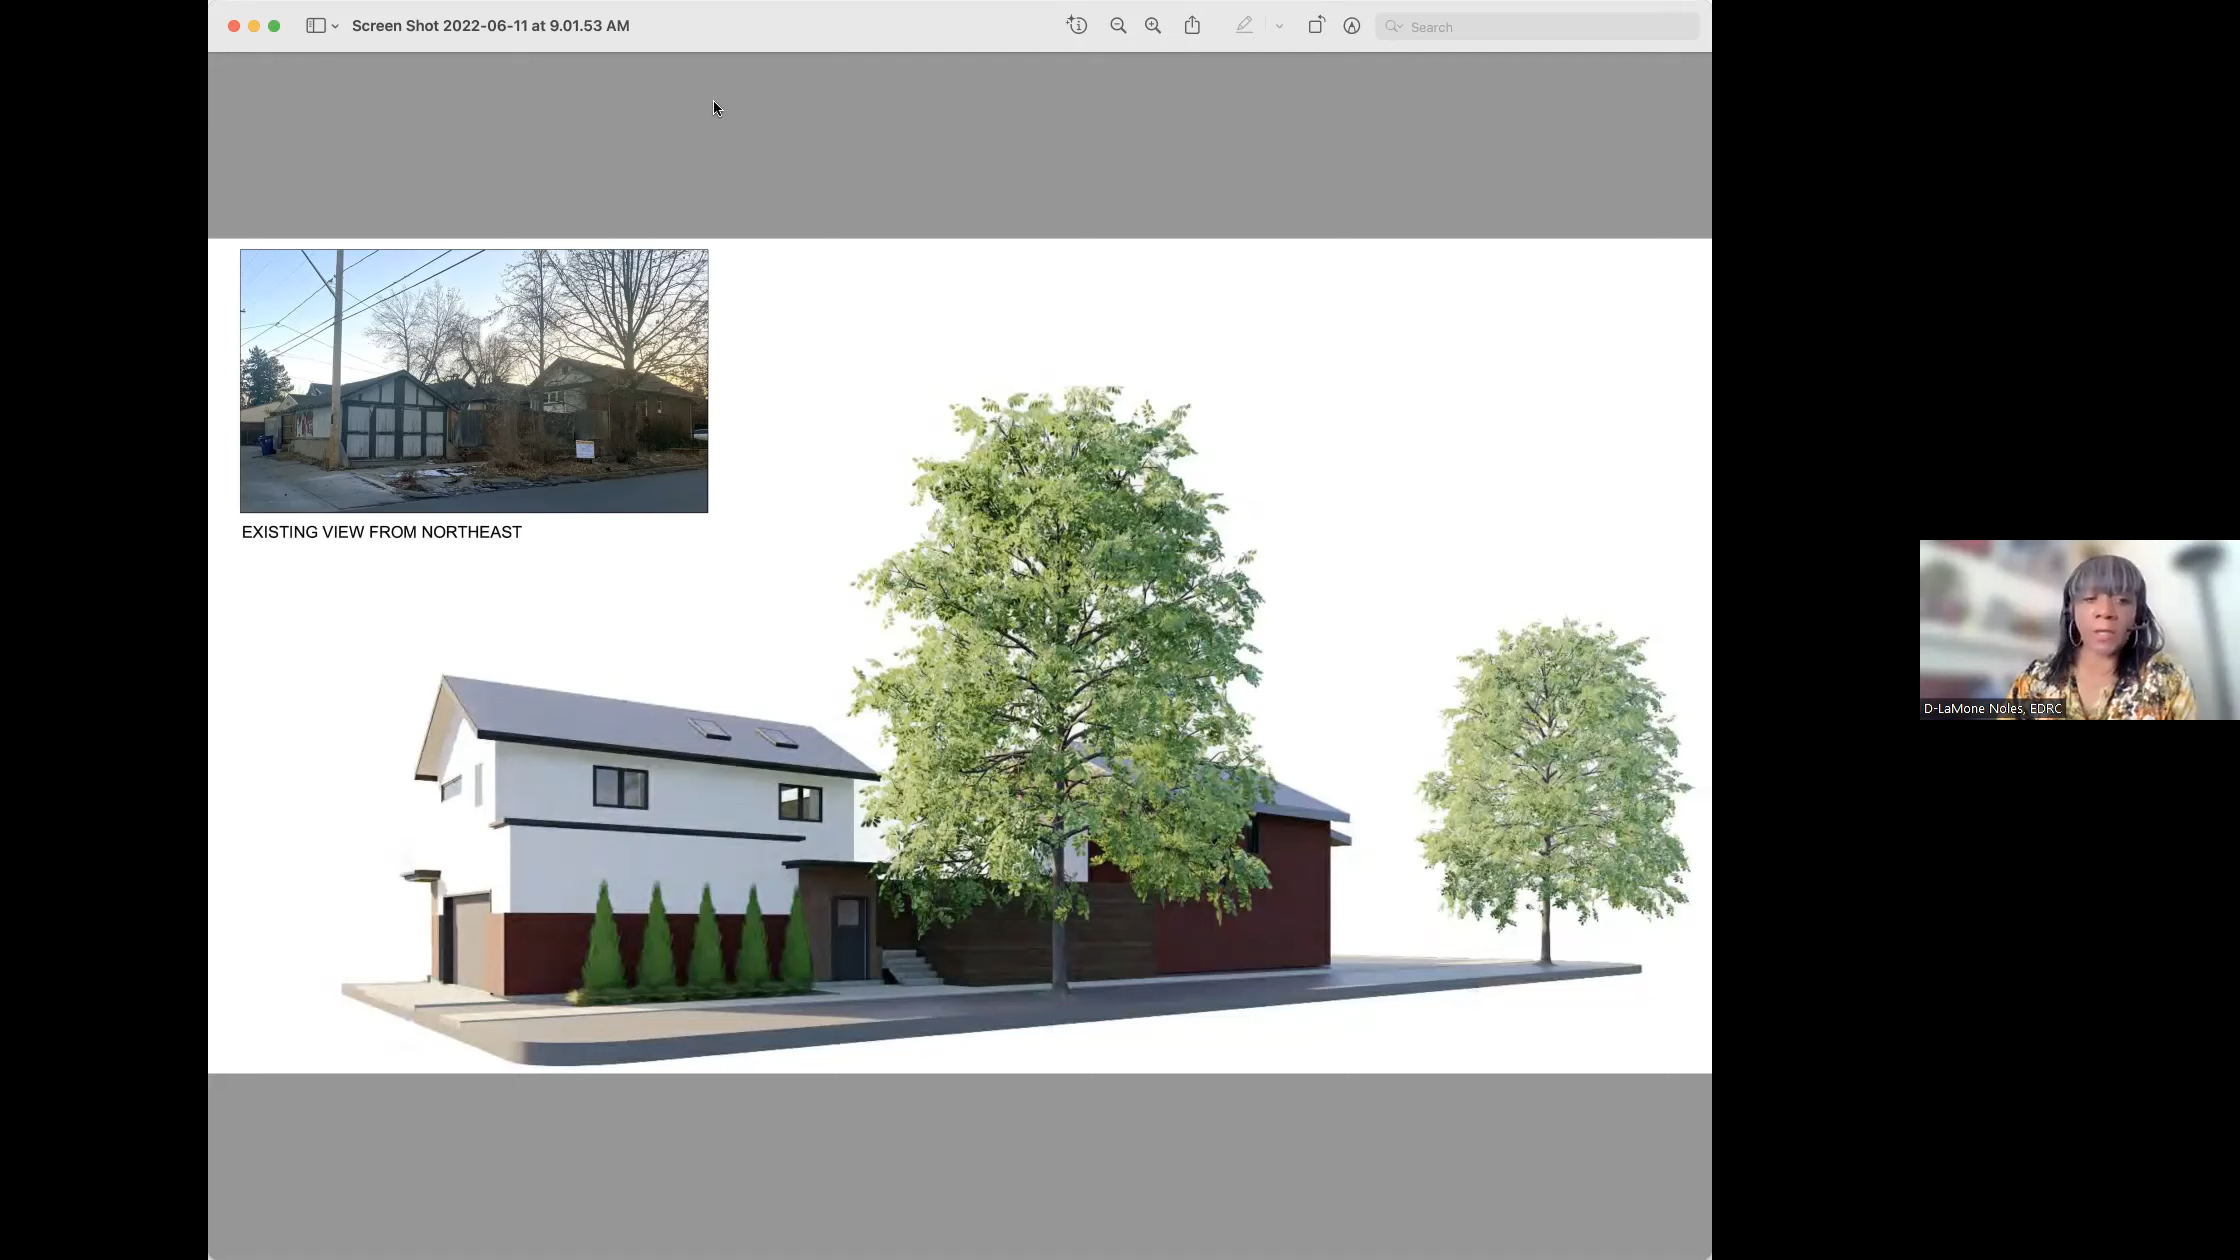 Screen Shot 2022-06-11 at 9.01.53 AM
Search
EXISTING VIEW FROM NORTHEAST
D-LaMone Noles, EDRC